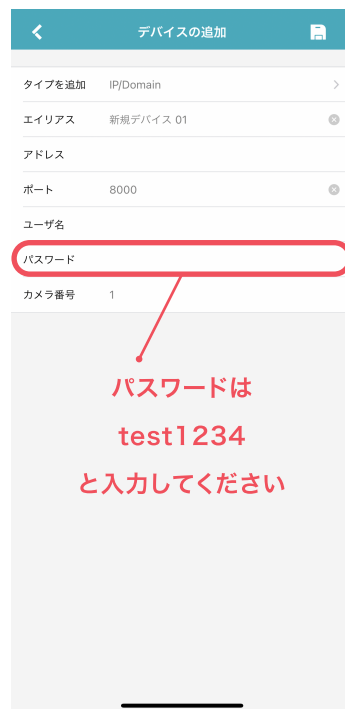 デバイスの追加
タイプを追加 IP/Domain
エイリアス 新規デバイス 01
アドレス
ポート 8000
ユーザ名
パスワード
カメラ番号 1
パスワードは
test1234
と入力してください